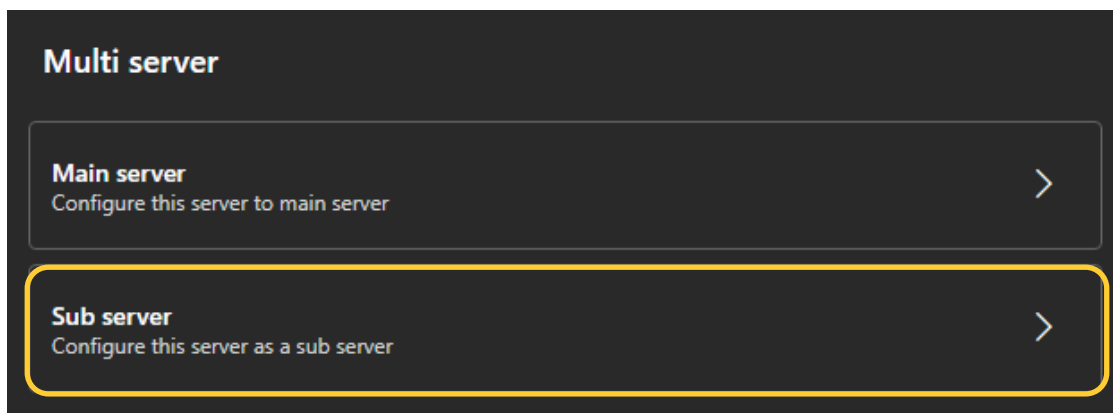 Multi server
Main server
Configure this server to main server
Sub server
Configure this server as a sub server